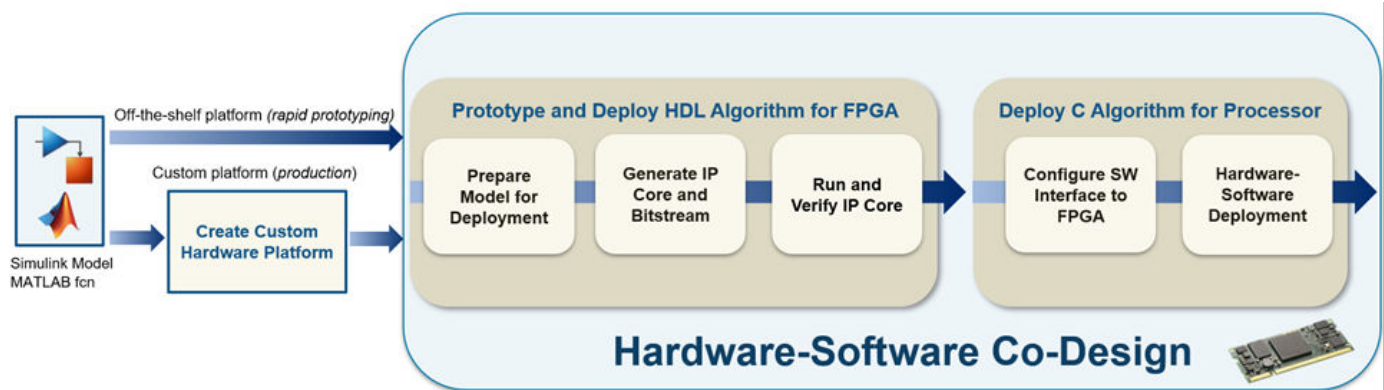 Off-the-shelf platform (rapid prototyping)
Custom platform (production)
Create Custom
Hardware Platform
Simulink Model
MATLAB fcn
Prototype and Deploy HDL Algorithm for FPGA
Prepare
Model for
Deployment
Generate IP
Core and
Bitstream
Run and
Verify IP Core
Deploy C Algorithm for Processor
Configure SW
Interface to
FPGA
Hardware-
Software
Deployment
Hardware-Software Co-Design